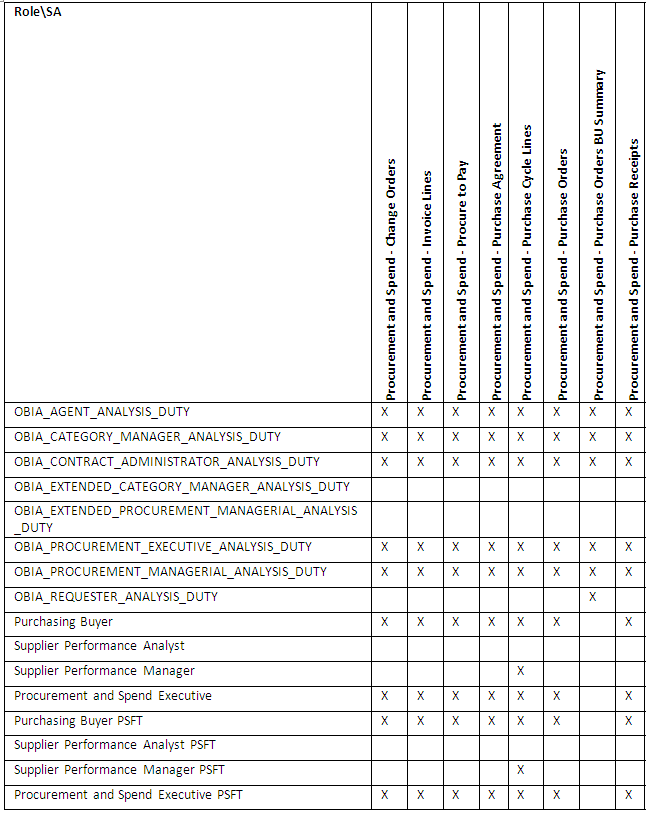 Role\SA
Procurement and Spend - Change Orders
Procurement and Spend - Invoice Lines
Procurement and Spend - Procure to Pay
Procurement and Spend - Purchase Agreement
Procurement and Spend - Purchase Cycle Lines
Procurement and Spend - Purchase Orders
Procurement and Spend - Purchase Orders BU Summary
Procurement and Spend - Purchase Receipts
OBIA_AGENT_ANALYSIS_DUTY X X X X X X X X
OBIA_CATEGORY_MANAGER_ANALYSIS_DUTY X X X X X X X X
OBIA_CONTRACT_ADMINISTRATOR_ANALYSIS_DUTY X X X X X X X X
OBIA_EXTENDED_CATEGORY_MANAGER_ANALYSIS_DUTY
OBIA_EXTENDED_PROCUREMENT_MANAGERIAL_ANALYSIS
_DUTY
OBIA_PROCUREMENT_EXECUTIVE_ANALYSIS_DUTY X X X X X X X X
OBIA_PROCUREMENT_MANAGERIAL_ANALYSIS_DUTY X X X X X X X X
OBIA_REQUESTER_ANALYSIS_DUTY X
Purchasing Buyer X X X X X X X
Supplier Performance Analyst
Supplier Performance Manager X
Procurement and Spend Executive X X X X X X X
Purchasing Buyer PSFT X X X X X X X
Supplier Performance Analyst PSFT
Supplier Performance Manager PSFT X
Procurement and Spend Executive PSFT X X X X X X X